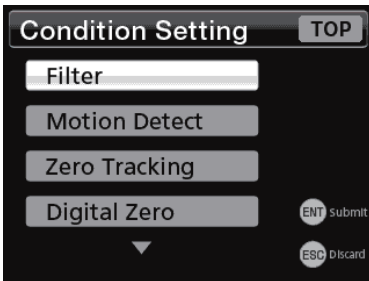 Condition Setting TOP
Filter
Motion Detect
Zero Tracking
Digital Zero
ENT Submit
ESC Discard